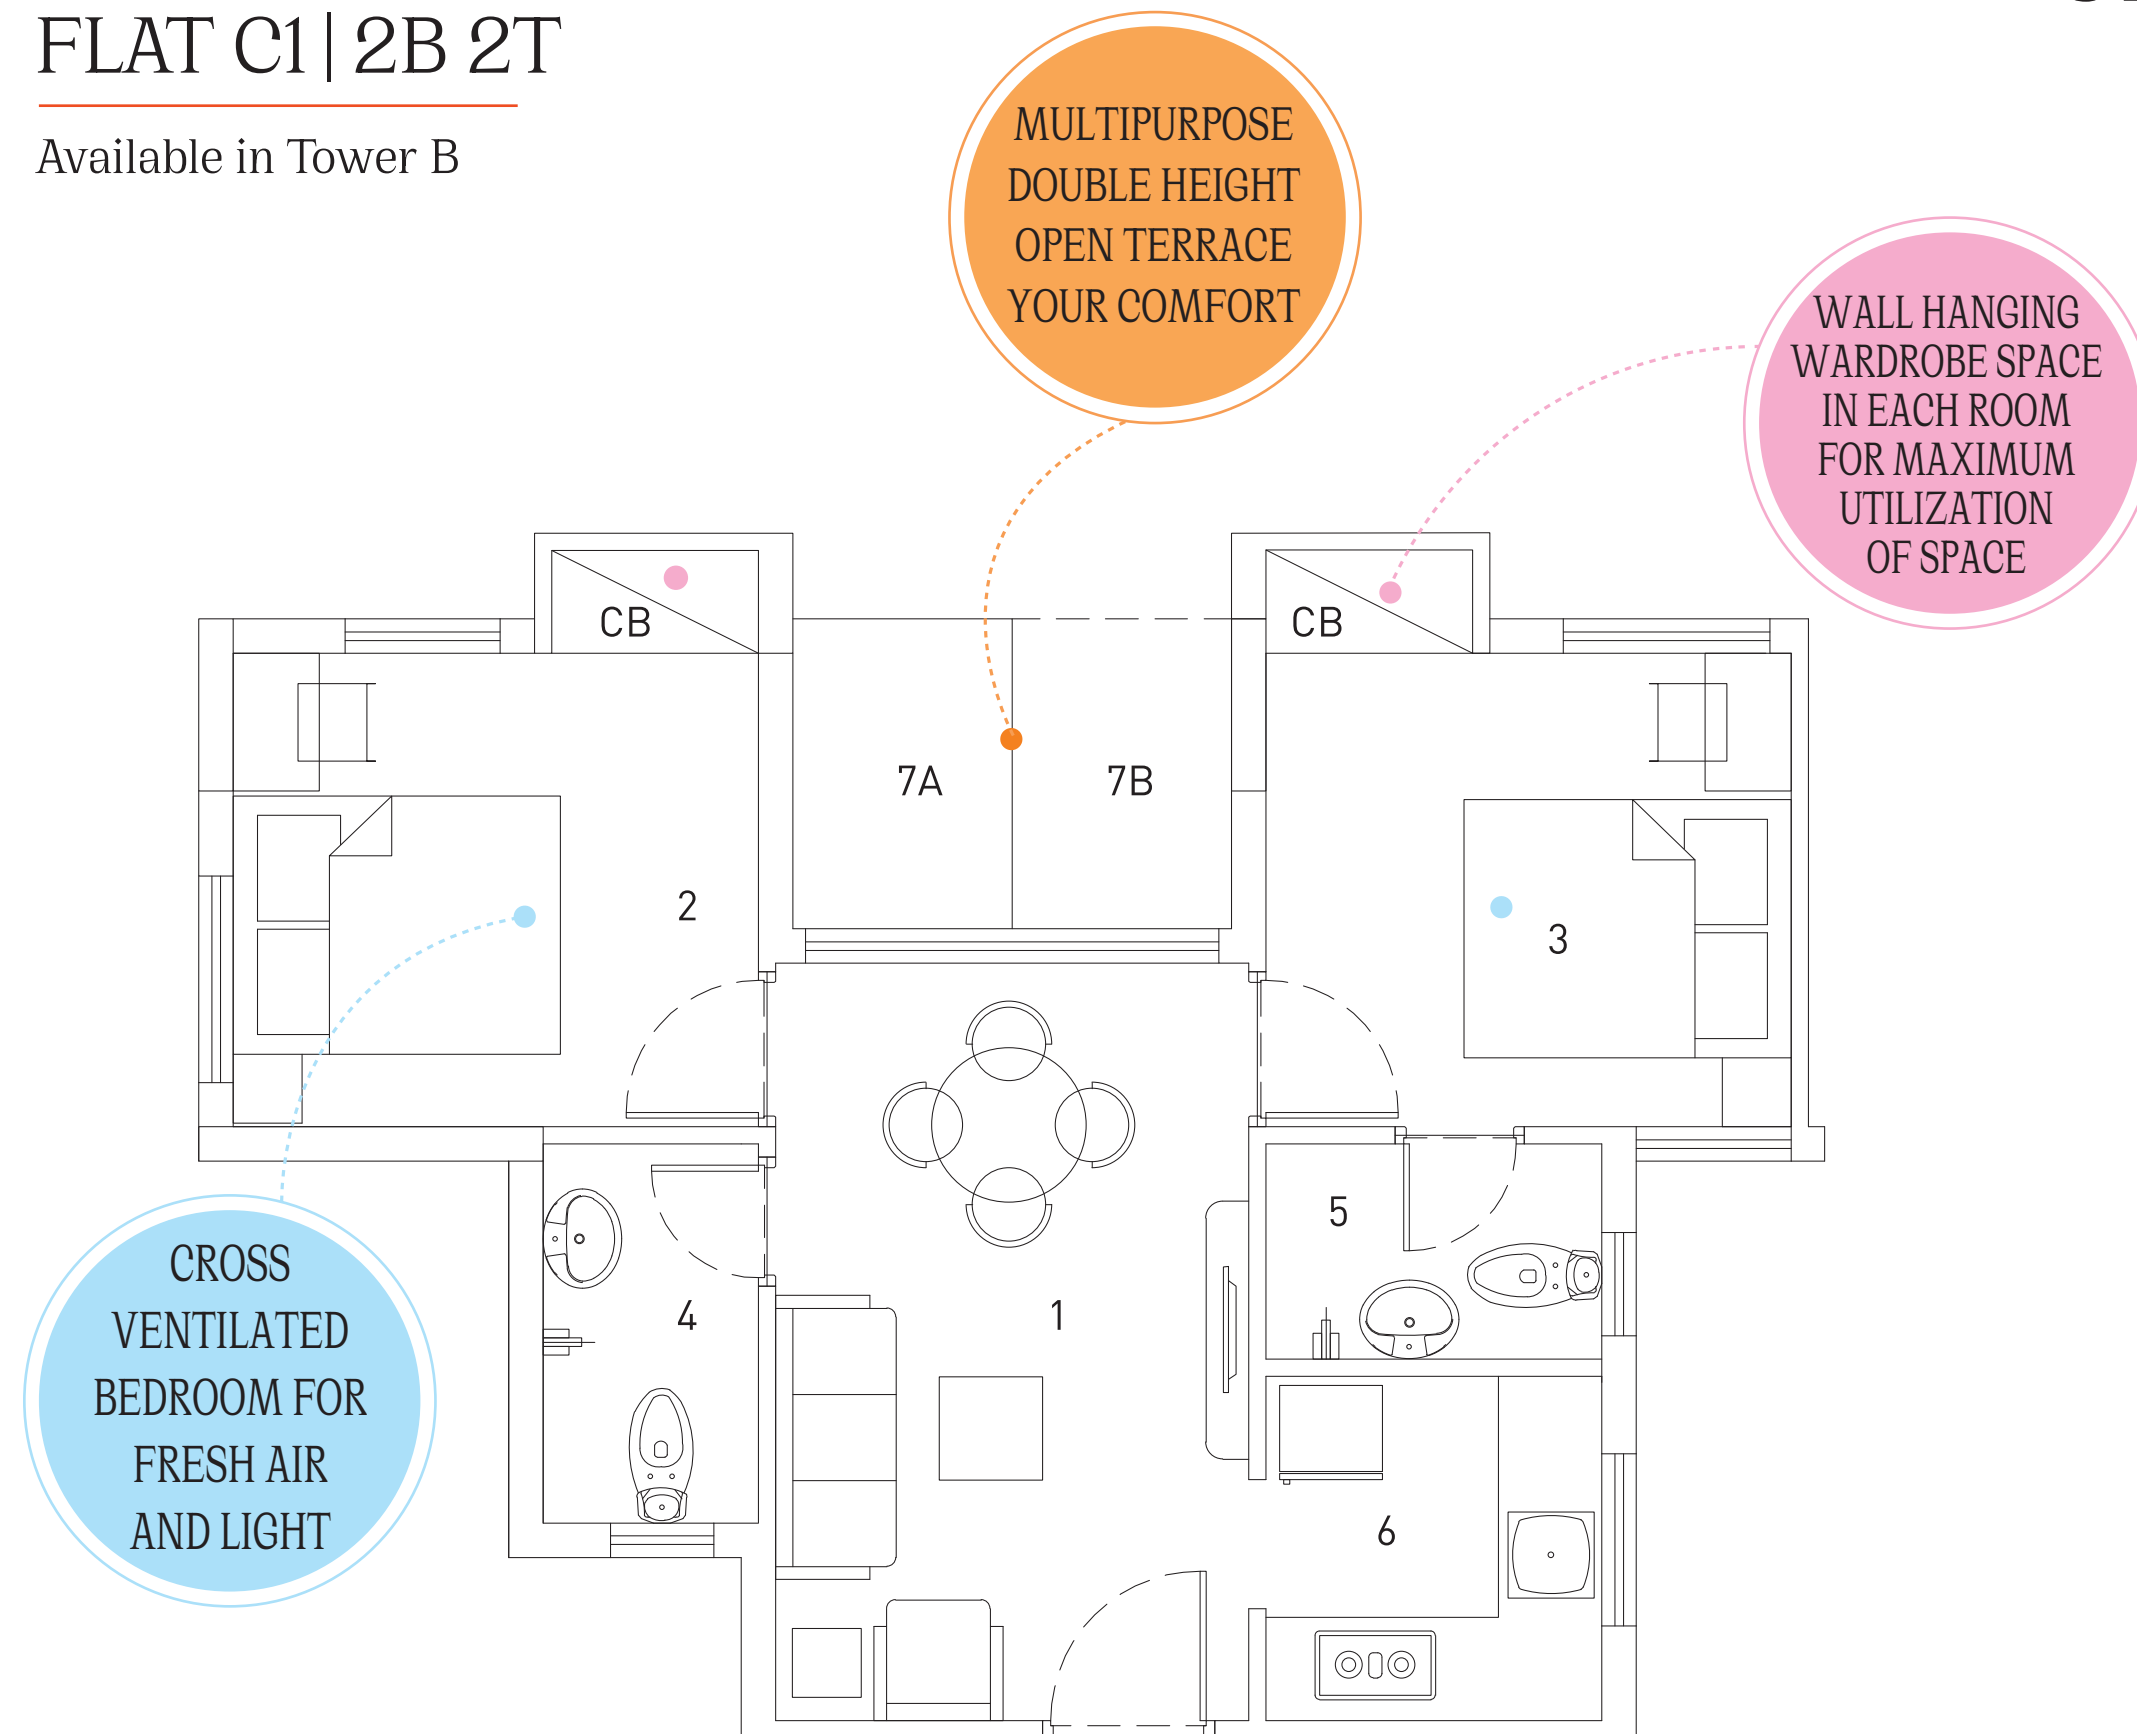 FLAT C1 | 2B 2T
Available in Tower B
MULTIPURPOSE
DOUBLE HEIGHT
OPEN TERRACE
YOUR COMFORT
WALL HANGING
WARDROBE SPACE
IN EACH ROOM
FOR MAXIMUM
UTILIZATION
OF SPACE
CB
CB
7A
7B
2
3
5
4
1
6
CROSS
VENTILATED
BEDROOM FOR
FRESH AIR
AND LIGHT